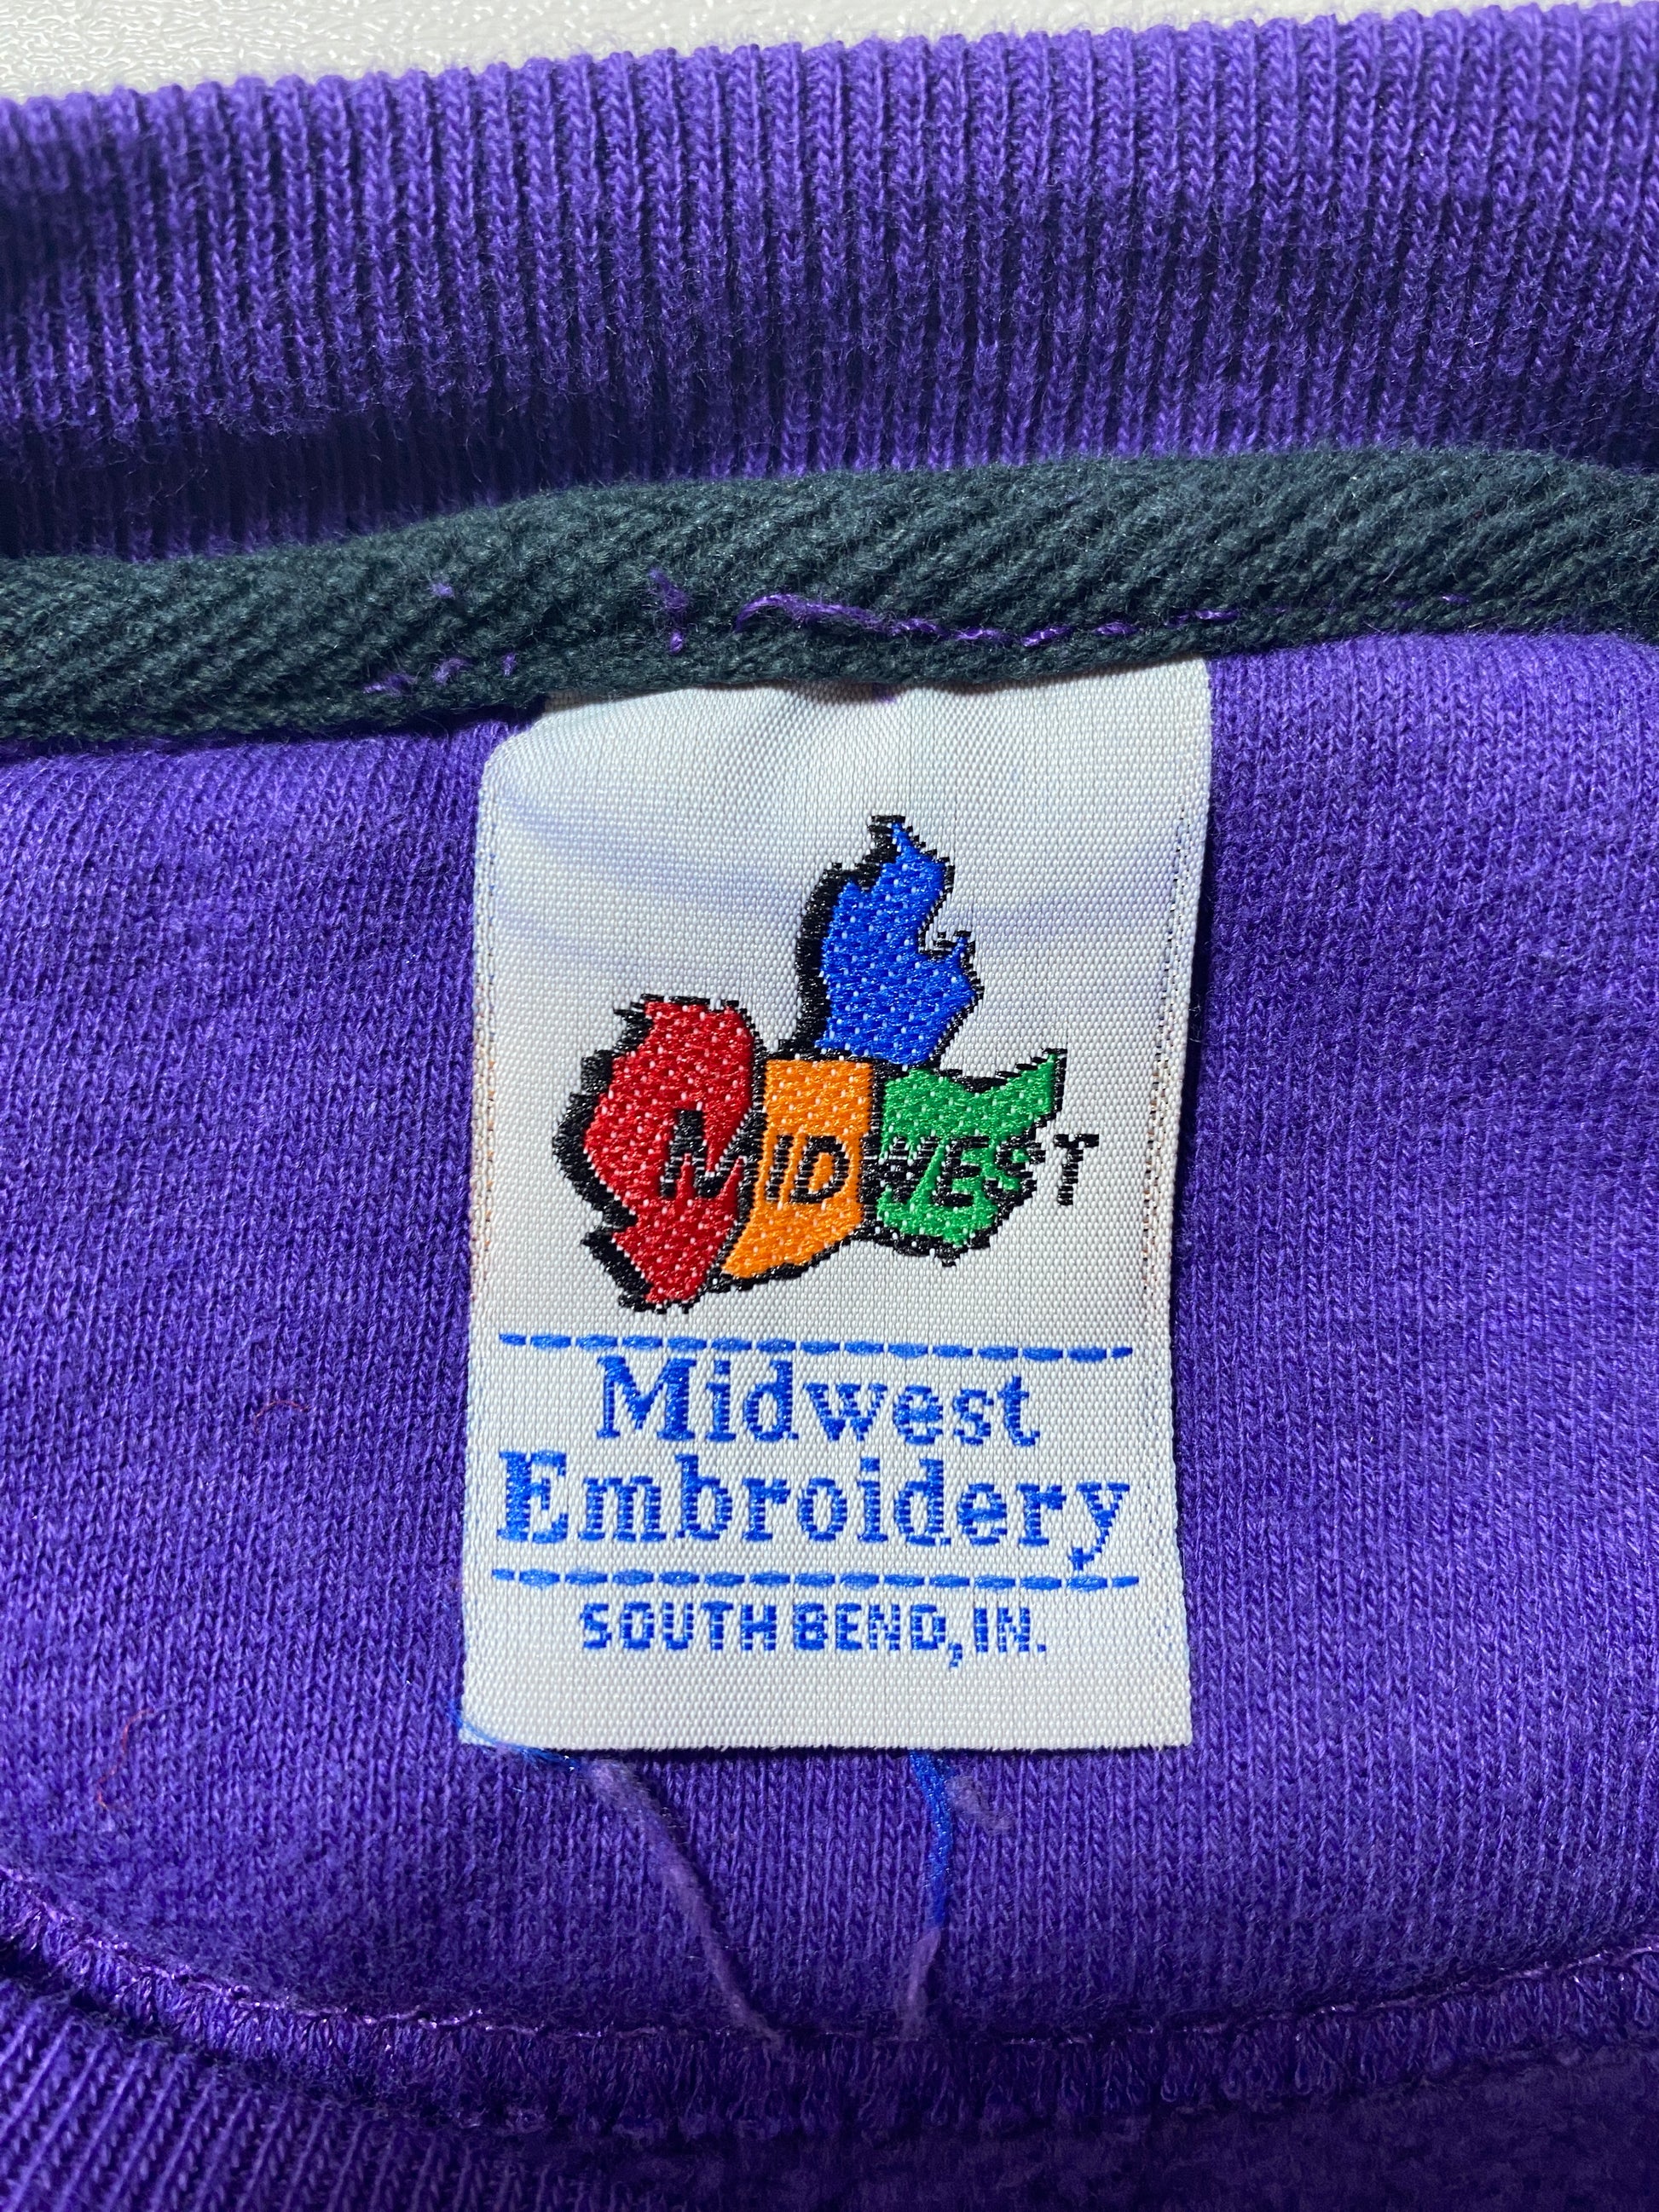 MIDWEST
Midwest
Embroidery
SOUTH BEND, IN.